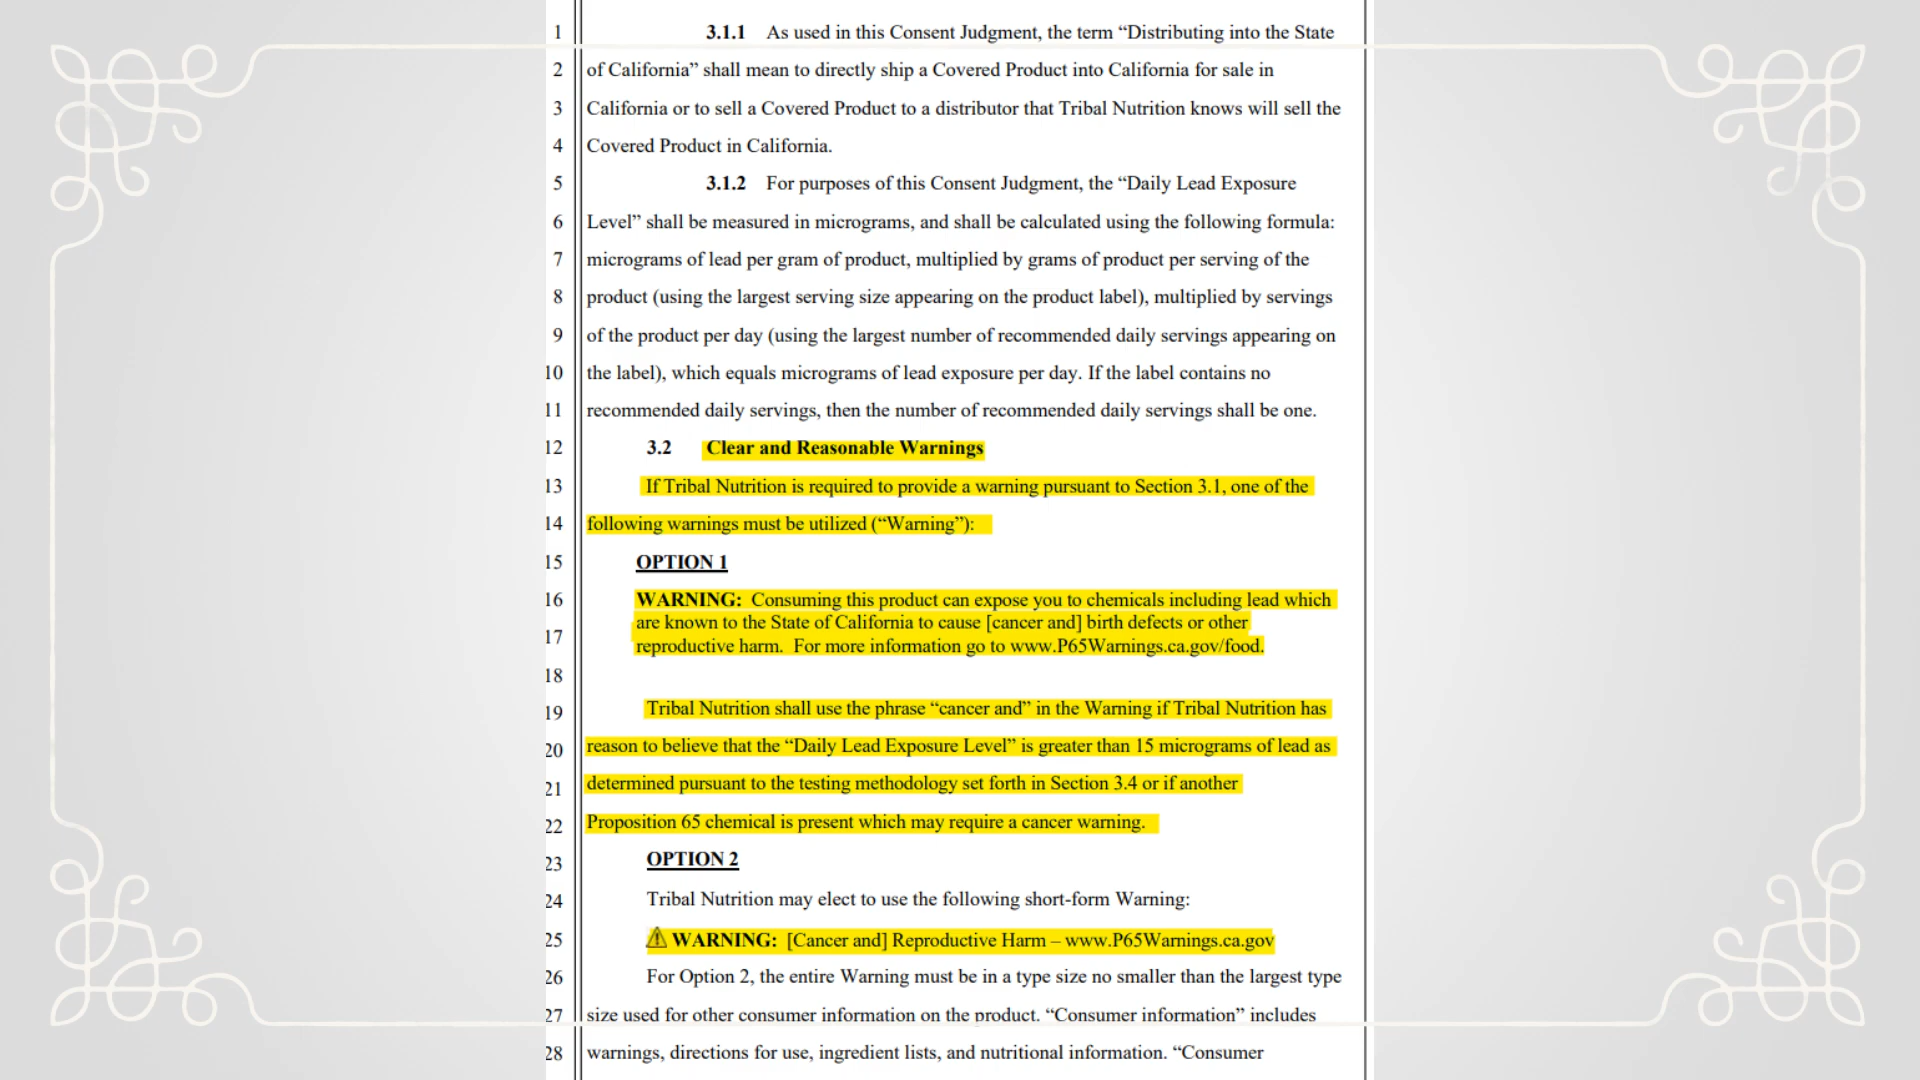 1 3.1.1 As used in this Consent Judgment, the term “Distributing into the State
2 of California” shall mean to directly ship a Covered Product into California for sale in
3 California or to sell a Covered Product to a distributor that Tribal Nutrition knows will sell the
4 Covered Product in California.
5 3.1.2 For purposes of this Consent Judgment, the “Daily Lead Exposure
6 Level” shall be measured in micrograms, and shall be calculated using the following formula:
7 micrograms of lead per gram of product, multiplied by grams of product per serving of the
8 product (using the largest serving size appearing on the product label), multiplied by servings
9 of the product per day (using the largest number of recommended daily servings appearing on
10 the label), which equals micrograms of lead exposure per day. If the label contains no
11 recommended daily servings, then the number of recommended daily servings shall be one.
12 3.2 Clear and Reasonable Warnings
13 If Tribal Nutrition is required to provide a warning pursuant to Section 3.1, one of the
14 following warnings must be utilized (“Warning”):
15 OPTION 1
16 WARNING: Consuming this product can expose you to chemicals including lead which
are known to the State of California to cause [cancer and] birth defects or other
17 reproductive harm. For more information go to www.P65Warnings.ca.gov/food.
18
19 Tribal Nutrition shall use the phrase “cancer and” in the Warning if Tribal Nutrition has
20 reason to believe that the “Daily Lead Exposure Level” is greater than 15 micrograms of lead as
21 determined pursuant to the testing methodology set forth in Section 3.4 or if another
22 Proposition 65 chemical is present which may require a cancer warning.
23 OPTION 2
24 Tribal Nutrition may elect to use the following short-form Warning:
25 ⚠ WARNING: [Cancer and] Reproductive Harm – www.P65Warnings.ca.gov
26 For Option 2, the entire Warning must be in a type size no smaller than the largest type
27 size used for other consumer information on the product. “Consumer information” includes
28 warnings, directions for use, ingredient lists, and nutritional information. “Consumer